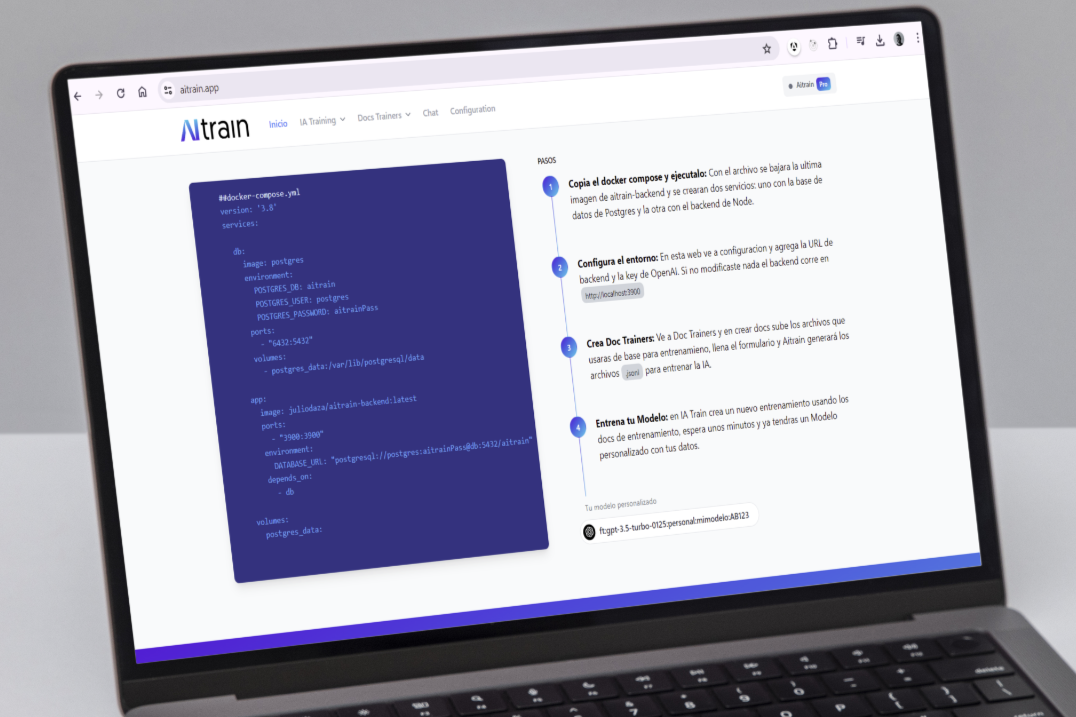 aitrain.app
AItraın
Inicio
IA Training
Docs Trainers
Chat
Configuration
AItrain Pro
##docker-compose.yml
version: '3.8'
services:
db:
image: postgres
environment:
POSTGRES_DB: aitrain
POSTGRES_USER: postgres
POSTGRES_PASSWORD: aitrainPass
ports:
- "6432:5432"
volumes:
- postgres_data:/var/lib/postgresql/data
app:
image: juliodaza/aitrain-backend:latest
ports:
- "3900:3900"
environment:
DATABASE_URL: "postgresql://postgres:aitrainPass@db:5432/aitrain"
depends_on:
- db
volumes:
postgres_data:
PASOS
1
Copia el docker compose y ejecutalo: Con el archivo se bajara la ultima
imagen de aitrain-backend y se crearan dos servicios: uno con la base de
datos de Postgres y la otra con el backend de Node.
2
Configura el entorno: En esta web ve a configuracion y agrega la URL de
backend y la key de OpenAI. Si no modificaste nada el backend corre en
http://localhost:3900
3
Crea Doc Trainers: Ve a Doc Trainers y en crear docs sube los archivos que
usaras de base para entrenamieno, llena el formulario y Aitrain generará los
archivos .jsonl para entrenar la IA.
4
Entrena tu Modelo: en IA Train crea un nuevo entrenamiento usando los
docs de entrenamiento, espera unos minutos y ya tendras un Modelo
personalizado con tus datos.
Tu modelo personalizado
ft:gpt-3.5-turbo-0125:personal:mimodelo:AB123
7
8
9
0
P
delete
return